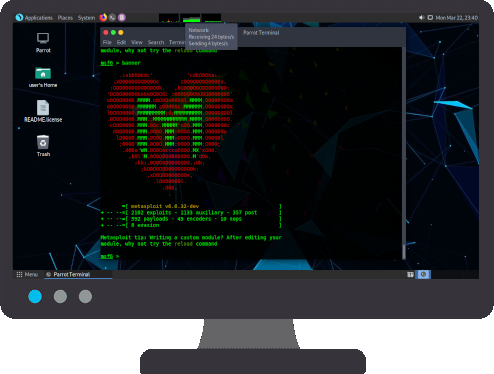 Applications Places System
Mon Mar 22, 23:40
Network
Receiving 24 bytes/s
Sending 4 bytes/s
Parrot Terminal
File Edit View Search Terminal
module, why not try the reload command
msf6 > banner
Parrot
user's Home
README.license
Trash
=[ metasploit v6.0.32-dev ]
+ -- --=[ 2102 exploits - 1133 auxiliary - 357 post ]
+ -- --=[ 592 payloads - 45 encoders - 10 nops ]
+ -- --=[ 8 evasion ]
Metasploit tip: Writing a custom module? After editing your
module, why not try the reload command
msf6 >
Menu
Parrot Terminal